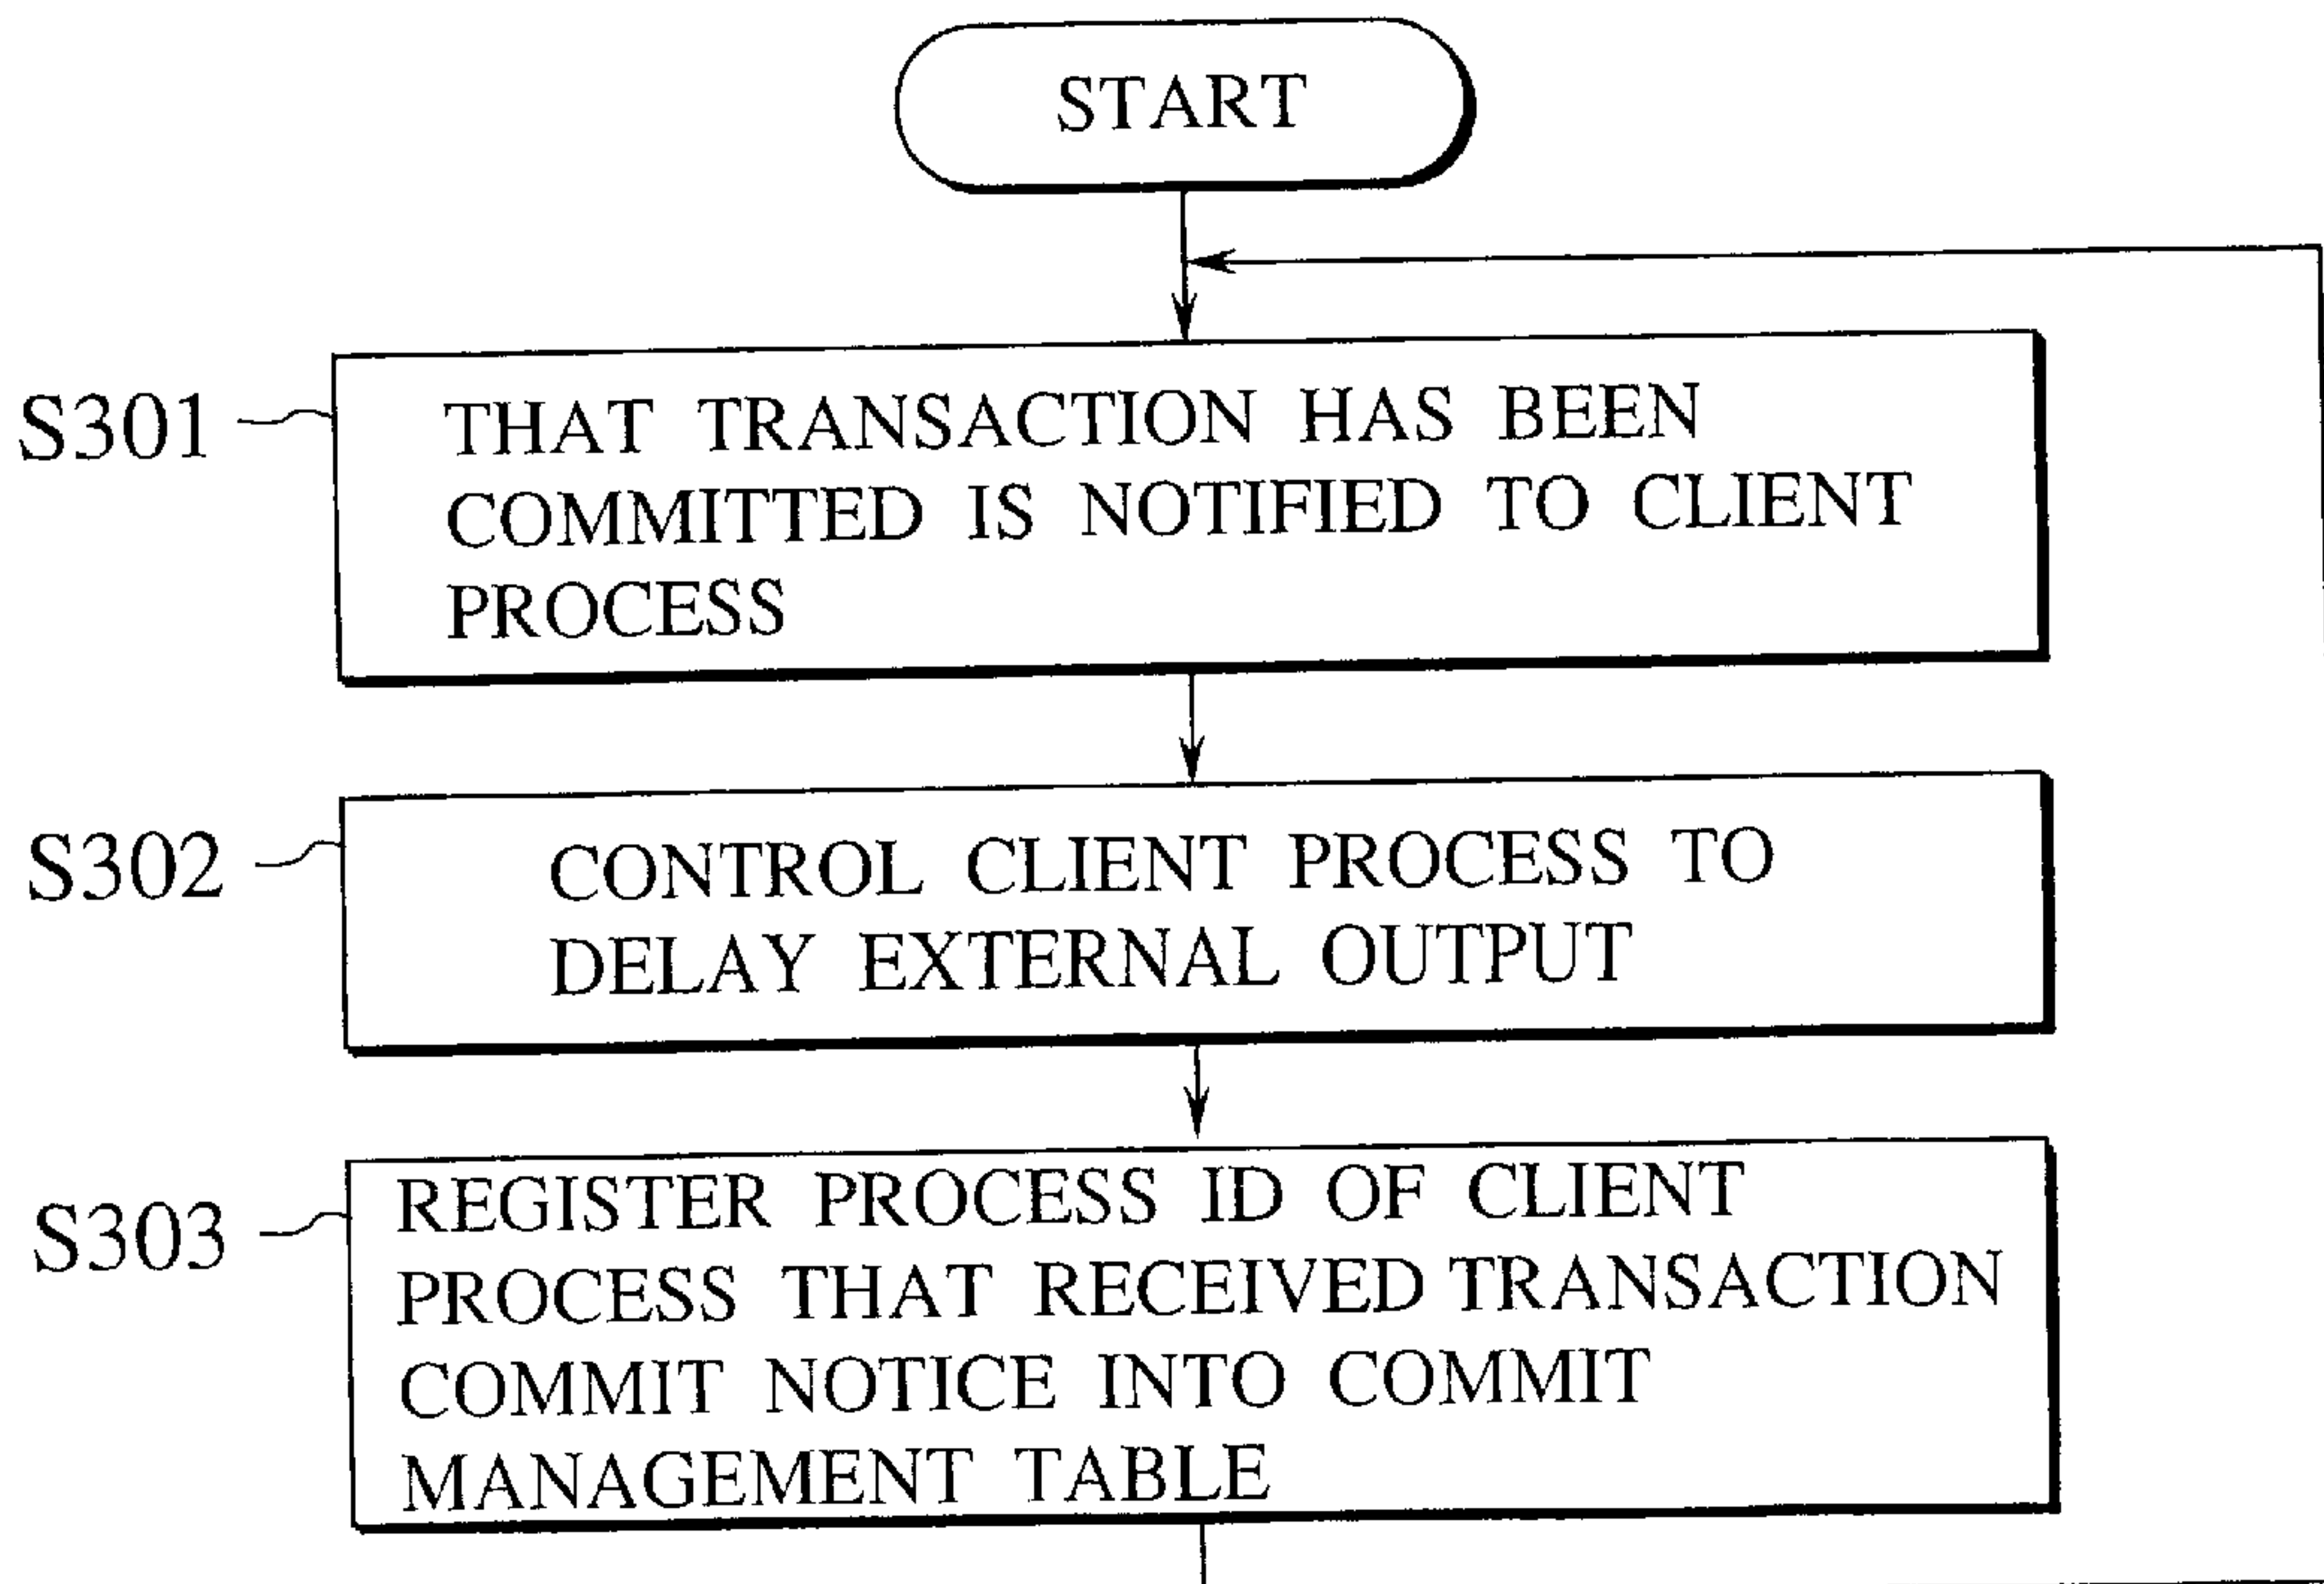 START
S301
THAT TRANSACTION HAS BEEN
COMMITTED IS NOTIFIED TO CLIENT
PROCESS
S302
CONTROL CLIENT PROCESS TO
DELAY EXTERNAL OUTPUT
S303
REGISTER PROCESS ID OF CLIENT
PROCESS THAT RECEIVED TRANSACTION
COMMIT NOTICE INTO COMMIT
MANAGEMENT TABLE